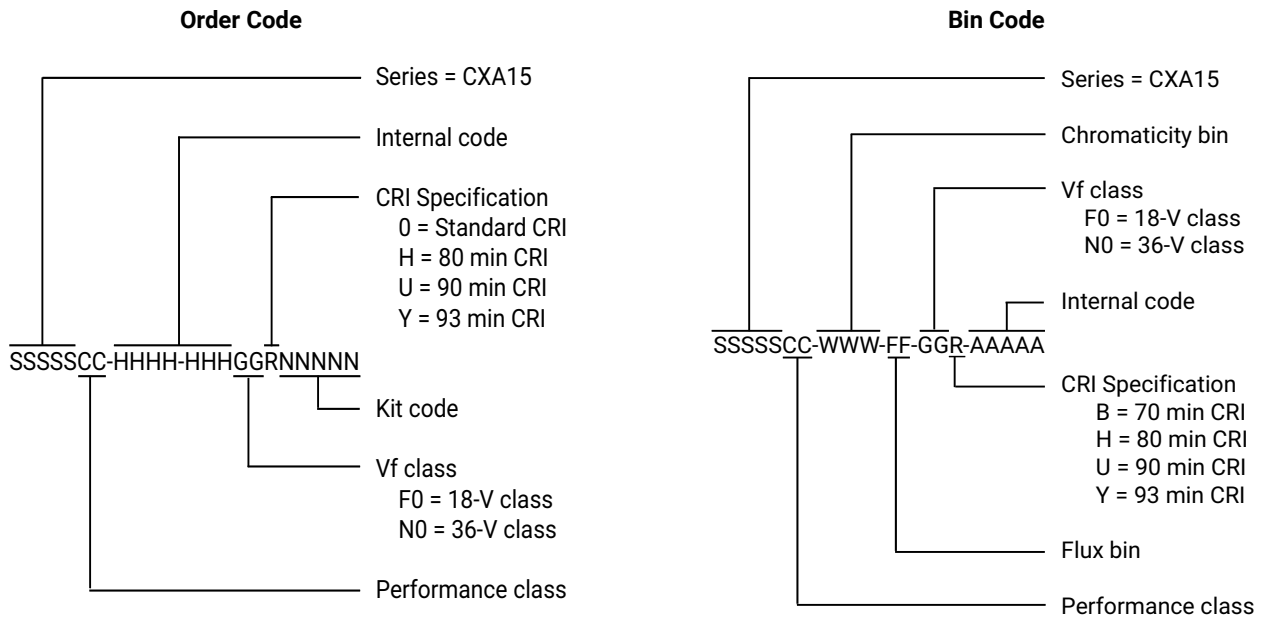 Order Code
Series = CXA15
Internal code
CRI Specification
0 = Standard CRI
H = 80 min CRI
U = 90 min CRI
Y = 93 min CRI
SSSSSCC-HHHH-HHHGGRNNNNN
Kit code
Vf class
F0 = 18-V class
N0 = 36-V class
Performance class
Bin Code
Series = CXA15
Chromaticity bin
Vf class
F0 = 18-V class
N0 = 36-V class
Internal code
SSSSSCC-WWW-FF-GGR-AAAAA
CRI Specification
B = 70 min CRI
H = 80 min CRI
U = 90 min CRI
Y = 93 min CRI
Flux bin
Performance class